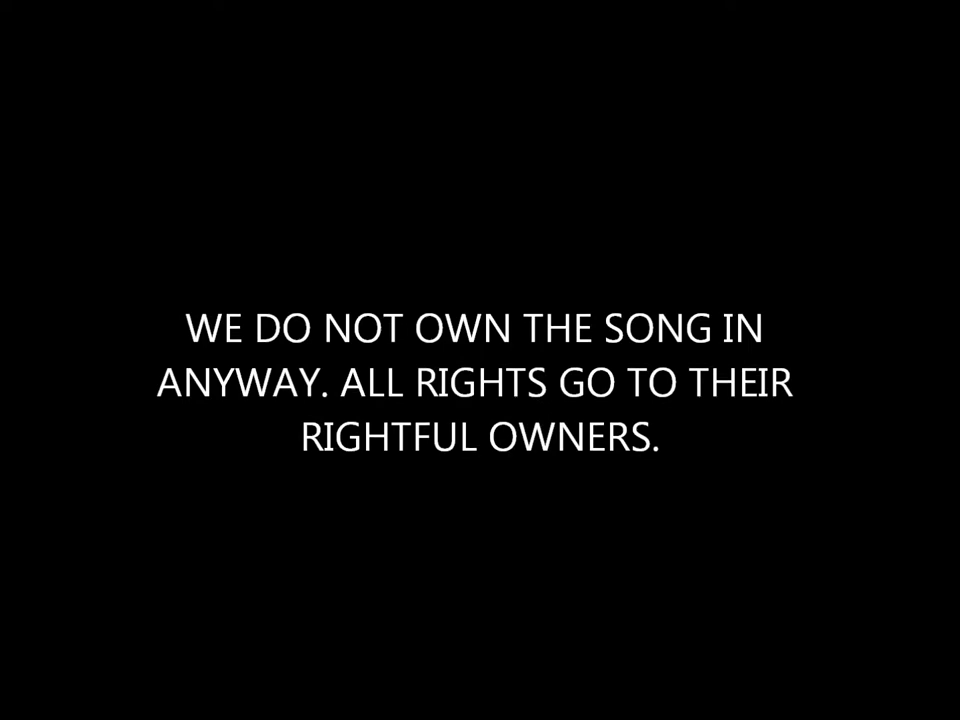 WE DO NOT OWN THE SONG IN
ANYWAY. ALL RIGHTS GO TO THEIR
RIGHTFUL OWNERS.